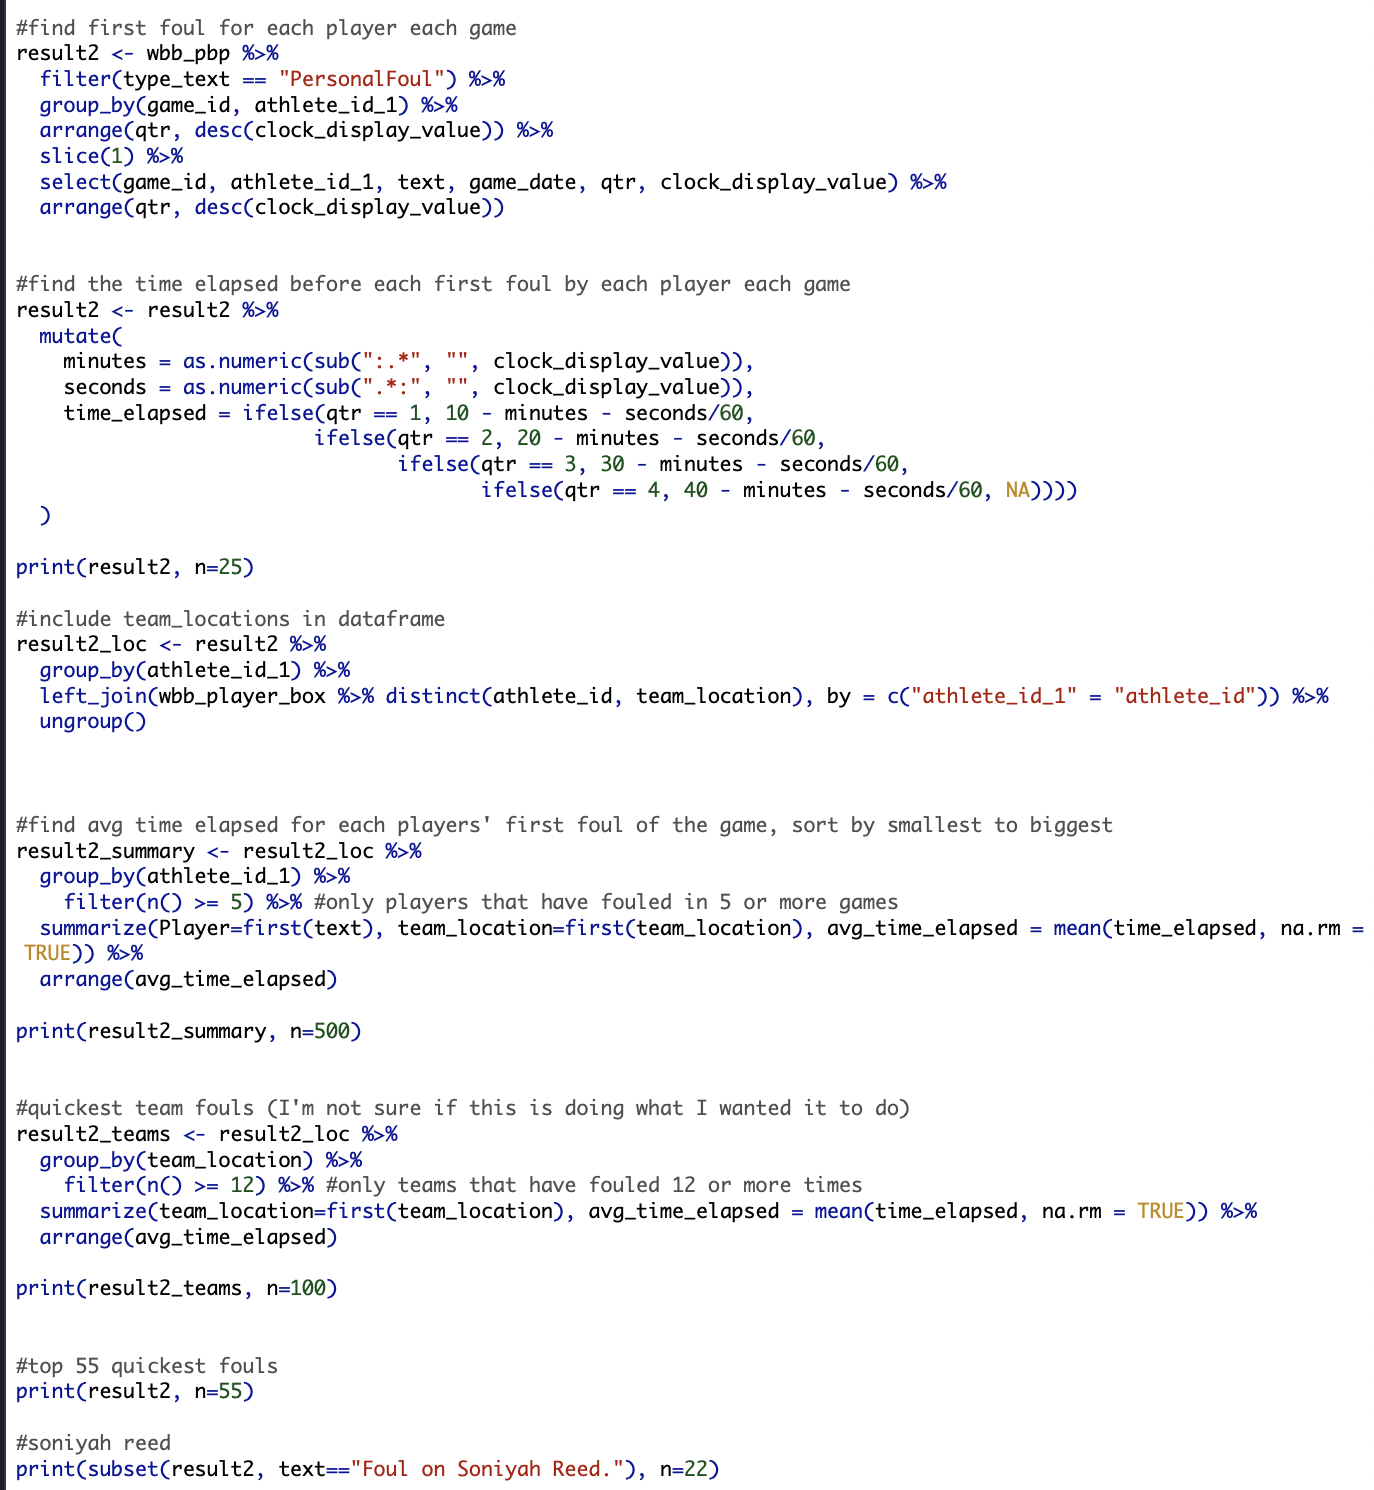 #find first foul for each player each game
result2 <- wbb_pbp %>%
  filter(type_text == "PersonalFoul") %>%
  group_by(game_id, athlete_id_1) %>%
  arrange(qtr, desc(clock_display_value)) %>%
  slice(1) %>%
  select(game_id, athlete_id_1, text, game_date, qtr, clock_display_value) %>%
  arrange(qtr, desc(clock_display_value))
#find the time elapsed before each first foul by each player each game
result2 <- result2 %>%
  mutate(
    minutes = as.numeric(sub(":.*", "", clock_display_value)),
    seconds = as.numeric(sub(".*:", "", clock_display_value)),
    time_elapsed = ifelse(qtr == 1, 10 - minutes - seconds/60,
                         ifelse(qtr == 2, 20 - minutes - seconds/60,
                                ifelse(qtr == 3, 30 - minutes - seconds/60,
                                       ifelse(qtr == 4, 40 - minutes - seconds/60, NA))))
  )
print(result2, n=25)
#include team_locations in dataframe
result2_loc <- result2 %>%
  group_by(athlete_id_1) %>%
  left_join(wbb_player_box %>% distinct(athlete_id, team_location), by = c("athlete_id_1" = "athlete_id")) %>%
  ungroup()
#find avg time elapsed for each players' first foul of the game, sort by smallest to biggest
result2_summary <- result2_loc %>%
  group_by(athlete_id_1) %>%
    filter(n() >= 5) %>% #only players that have fouled in 5 or more games
  summarize(Player=first(text), team_location=first(team_location), avg_time_elapsed = mean(time_elapsed, na.rm =
TRUE)) %>%
  arrange(avg_time_elapsed)
print(result2_summary, n=500)
#quickest team fouls (I'm not sure if this is doing what I wanted it to do)
result2_teams <- result2_loc %>%
  group_by(team_location) %>%
    filter(n() >= 12) %>% #only teams that have fouled 12 or more times
  summarize(team_location=first(team_location), avg_time_elapsed = mean(time_elapsed, na.rm = TRUE)) %>%
  arrange(avg_time_elapsed)
print(result2_teams, n=100)
#top 55 quickest fouls
print(result2, n=55)
#soniyah reed
print(subset(result2, text=="Foul on Soniyah Reed."), n=22)